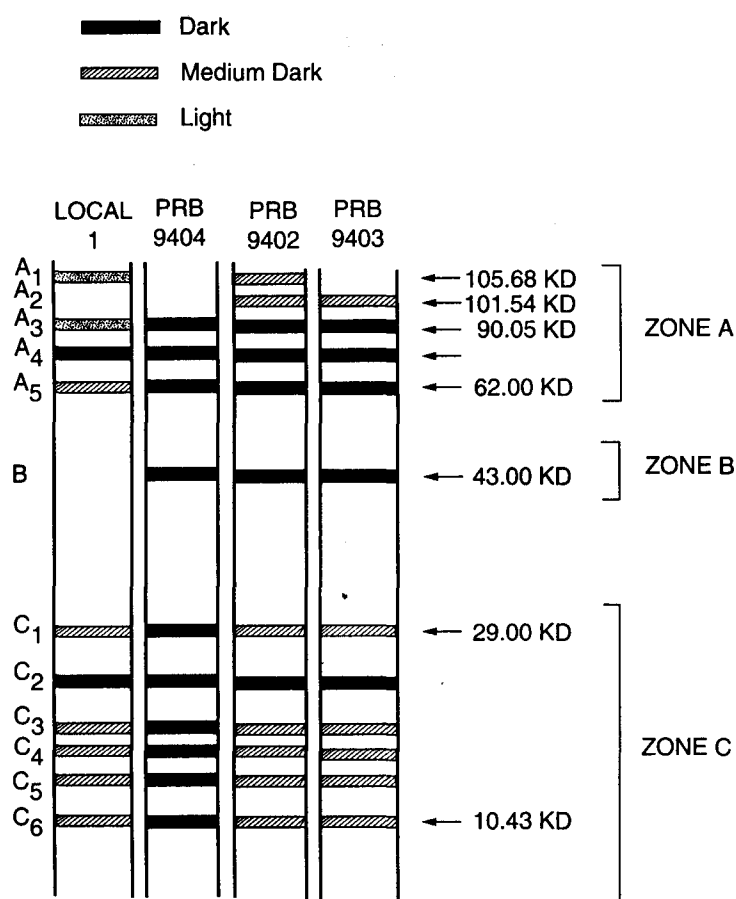 Dark
Medium Dark
Light
LOCAL 1
PRB 9404
PRB 9402
PRB 9403
A1
A2
A3
A4
A5
B
C1
C2
C3
C4
C5
C6
105.68 KD
101.54 KD
90.05 KD
62.00 KD
43.00 KD
29.00 KD
10.43 KD
ZONE A
ZONE B
ZONE C